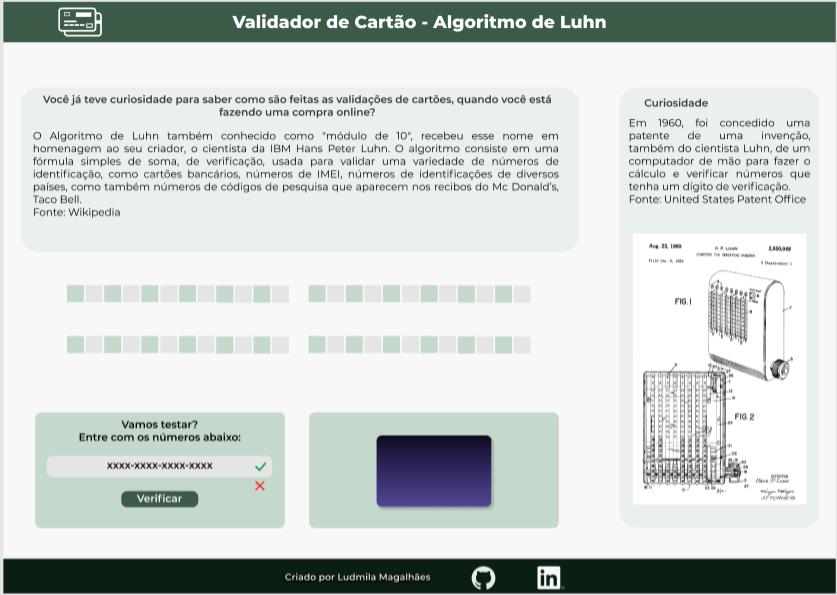 Validador de Cartão - Algoritmo de Luhn
Você já teve curiosidade para saber como são feitas as validações de cartões, quando você está
fazendo uma compra online?
O Algoritmo de Luhn também conhecido como "módulo de 10", recebeu esse nome em
homenagem ao seu criador, o cientista da IBM Hans Peter Luhn. O algoritmo consiste em uma
fórmula simples de soma, de verificação, usada para validar uma variedade de números de
identificação, como cartões bancários, números de IMEI, números de identificações de diversos
países, como também números de códigos de pesquisa que aparecem nos recibos do Mc Donald's,
Taco Bell.
Fonte: Wikipedia
Curiosidade
Em 1960, foi concedido uma
patente de uma invenção,
também do cientista Luhn, de um
computador de mão para fazer o
cálculo e verificar números que
tenha um dígito de verificação.
Fonte: United States Patent Office
Aug. 23, 1960
H. P. LUHN
2,950,048
COMPUTER FOR VERIFYING NUMBERS
FIG. 1
FIG. 2
Vamos testar?
Entre com os números abaixo:
XXXX-XXXX-XXXX-XXXX
Verificar
Criado por Ludmila Magalhães
in